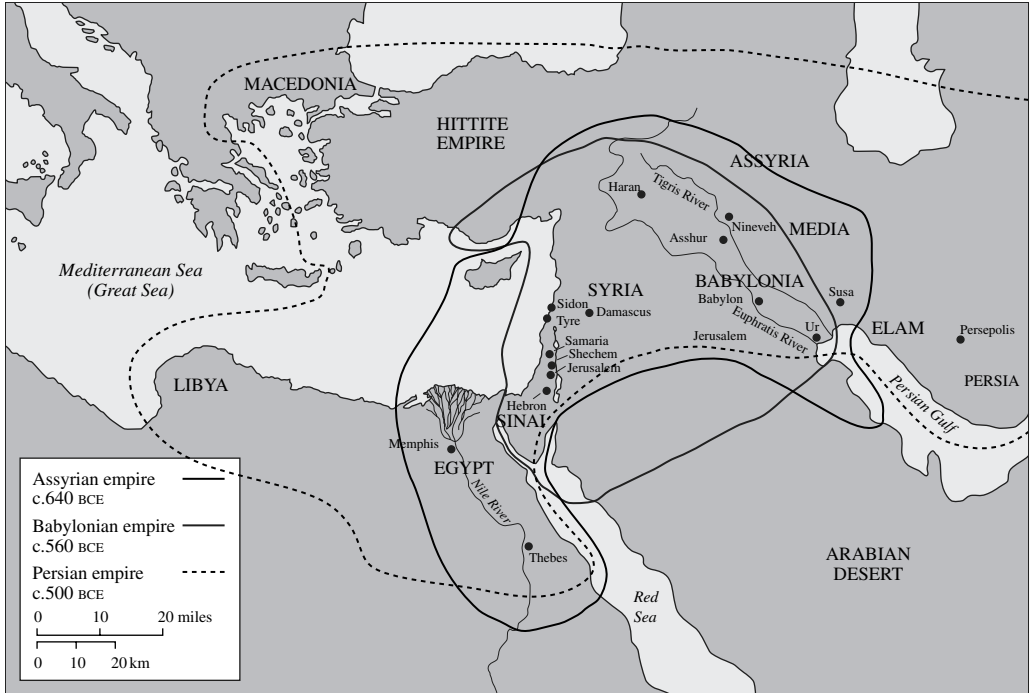 MACEDONIA
HITTITE
EMPIRE
ASSYRIA
Haran
Tigris River
Nineveh
MEDIA
Asshur
Mediterranean Sea
(Great Sea)
SYRIA
BABYLONIA
Babylon
Susa
Sidon
Damascus
Tyre
Euphratis River
Ur
ELAM
Persepolis
Jerusalem
Samaria
Shechem
Jerusalem
LIBYA
PERSIA
Persian Gulf
Hebron
SINAI
Memphis
EGYPT
Nile River
Thebes
ARABIAN
DESERT
Red
Sea
Assyrian empire
c.640 BCE
Babylonian empire
c.560 BCE
Persian empire
c.500 BCE
0 10 20 miles
0 10 20 km